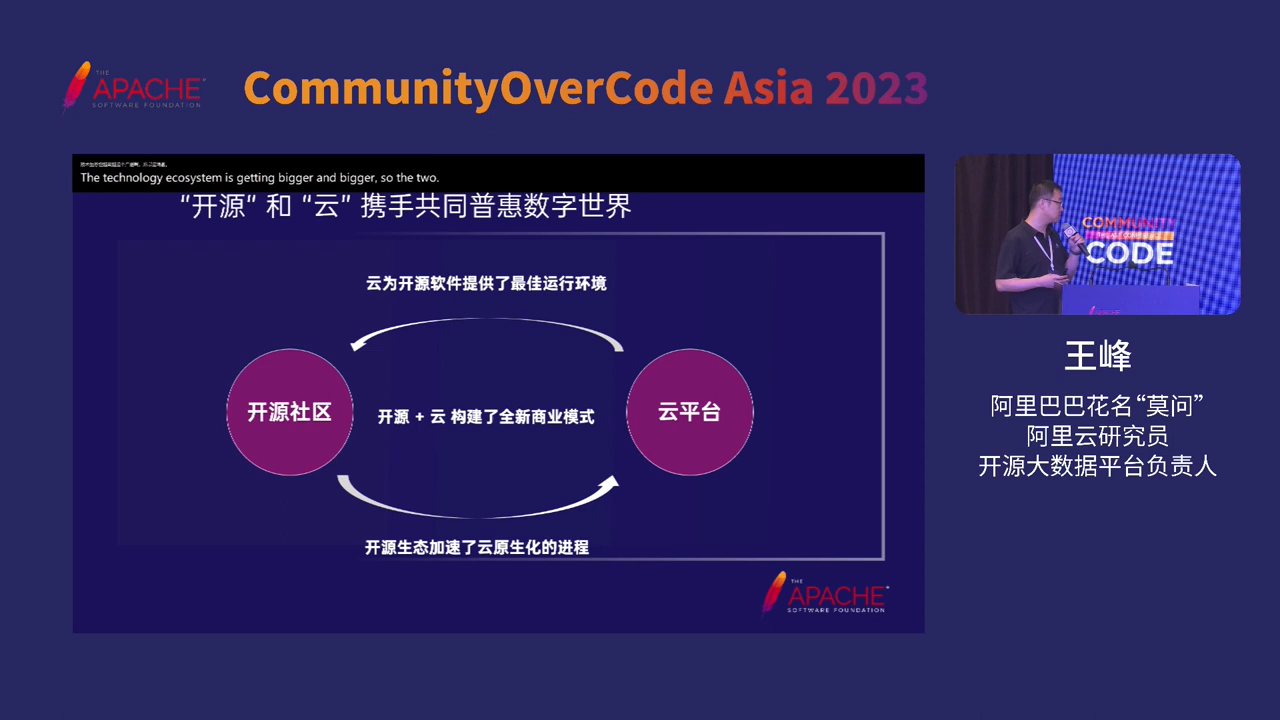 THE
APACHE
SOFTWARE FOUNDATION
CommunityOverCode Asia 2023
The technology ecosystem is getting bigger and bigger, so the two.
"开源" 和 "云" 携手共同普惠数字世界
云为开源软件提供了最佳运行环境
开源社区
开源 + 云 构建了全新商业模式
云平台
开源生态加速了云原生化的进程
THE
APACHE
SOFTWARE FOUNDATION
COMMUNITY
CODE
王峰
阿里巴巴花名“莫问”
阿里云研究员
开源大数据平台负责人